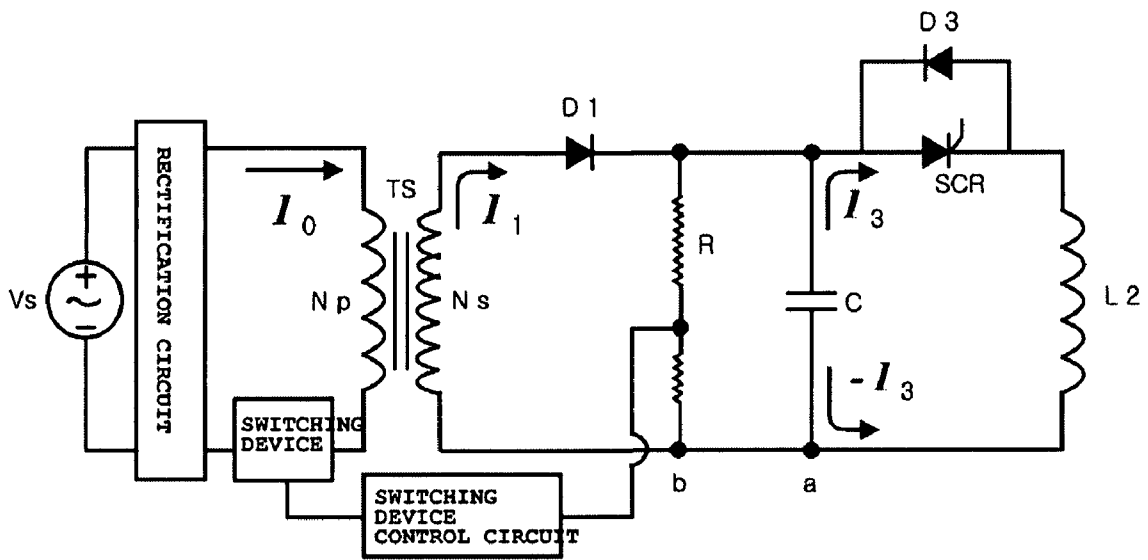 D 3
D 1
SCR
RECTIFICATION CIRCUIT
I 0
TS
I 1
I 3
R
Vs
N p
N s
C
L 2
-I 3
SWITCHING
DEVICE
b
a
SWITCHING
DEVICE
CONTROL CIRCUIT